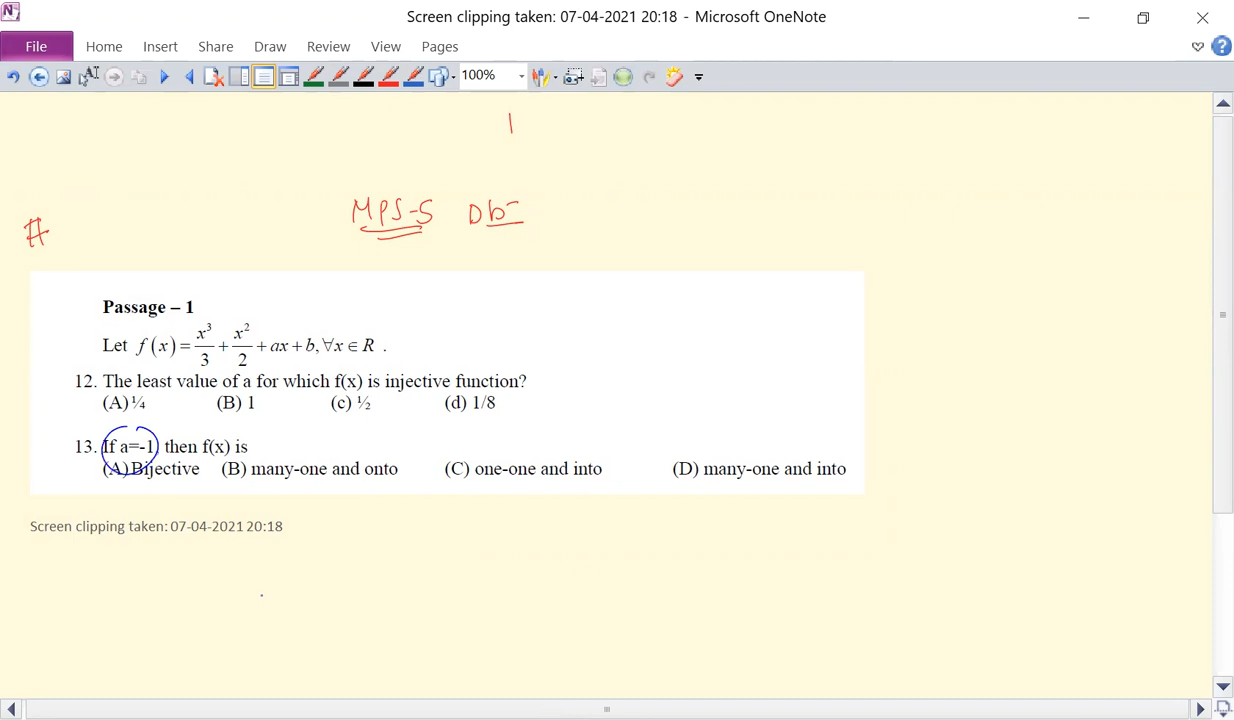 Screen clipping taken: 07-04-2021 20:18 - Microsoft OneNote
File Home Insert Share Draw Review View Pages
100%
MPS-5 Db-
#
Passage – 1
Let f(x) = x³/3 + x²/2 + ax + b, ∀x ∈ R .
12. The least value of a for which f(x) is injective function?
(A) ¼ (B) 1 (c) ½ (d) 1/8
13. If a=-1, then f(x) is
(A) Bijective (B) many-one and onto (C) one-one and into (D) many-one and into
Screen clipping taken: 07-04-2021 20:18